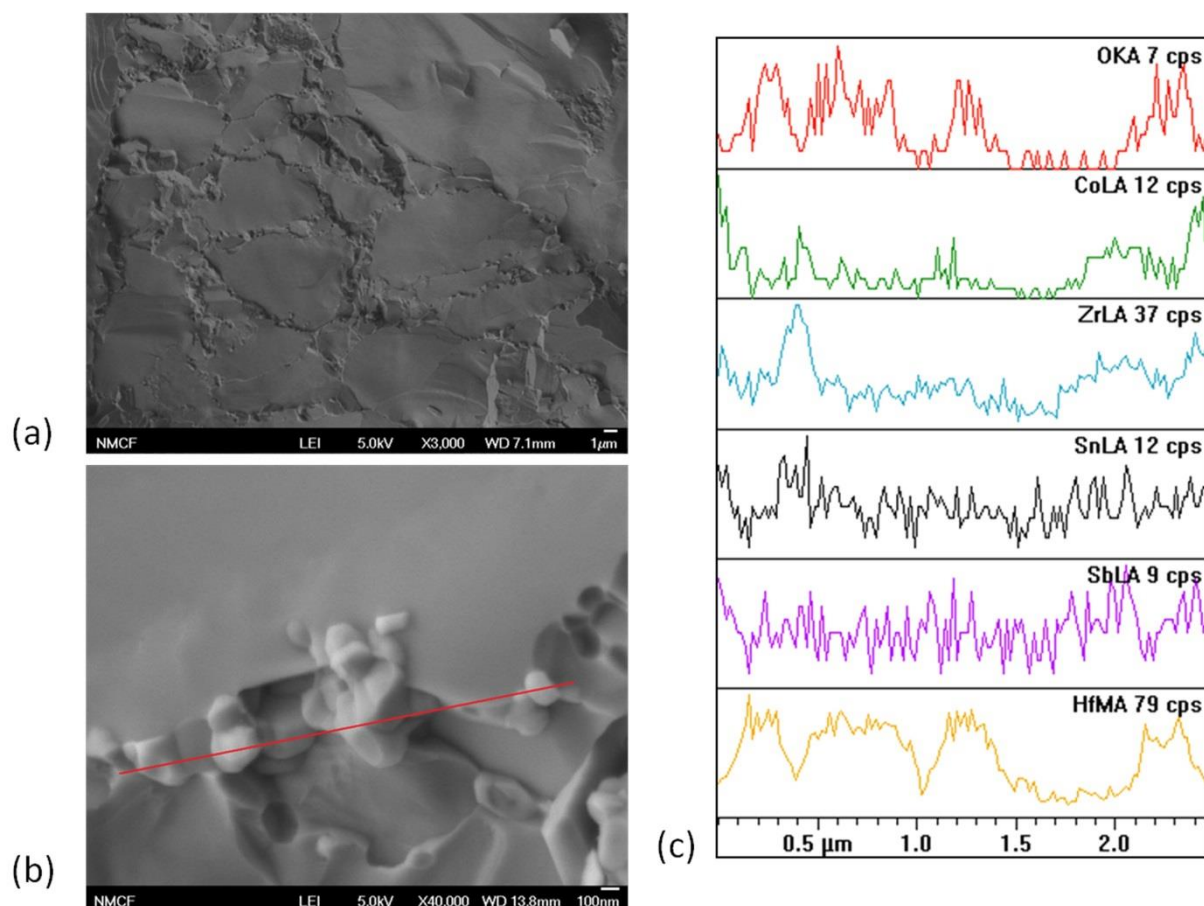 (a)
NMCF LEI 5.0kV X3,000 WD 7.1mm 1µm
(b)
NMCF LEI 5.0kV X40,000 WD 13.8mm 100nm
OKA 7 cps
CoLA 12 cps
ZrLA 37 cps
SnLA 12 cps
SbLA 9 cps
HfMA 79 cps
0.5 µm 1.0 1.5 2.0
(c)